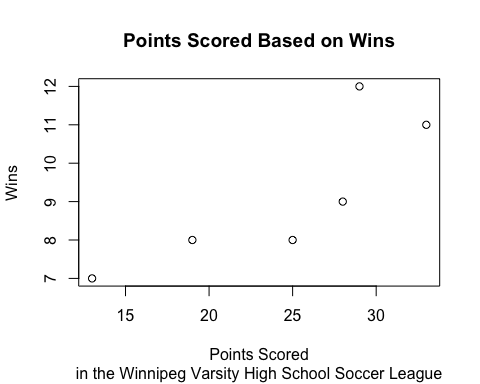 Points Scored Based on Wins
12
11
10
9
8
7
Wins
15 20 25 30
Points Scored
in the Winnipeg Varsity High School Soccer League